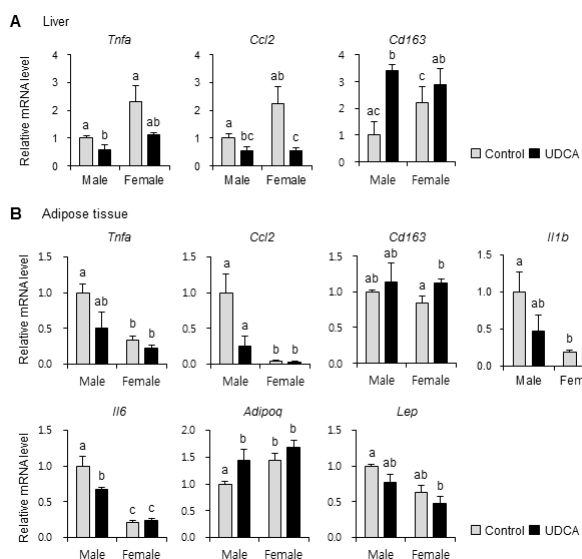 A Liver
Tnfa Ccl2 Cd163
Relative mRNA level
4 3 2 1 0
a b a ab
Male Female
4 3 2 1 0
a bc ab c
Male Female
4 3 2 1 0
ac b c ab
Male Female
Control UDCA
B Adipose tissue
Tnfa Ccl2 Cd163 Il1b
Relative mRNA level
1.5 1.0 0.5 0.0
a ab b b
Male Female
1.5 1.0 0.5 0.0
a a b b
Male Female
1.5 1.0 0.5 0.0
ab ab a b
Male Female
1.5 1.0 0.5 0.0
a ab b
Male Fem
Il6 Adipoq Lep
Relative mRNA level
1.5 1.0 0.5 0.0
a b c c
Male Female
2.0 1.5 1.0 0.5 0.0
a b b b
Male Female
1.5 1.0 0.5 0.0
a ab ab b
Male Female
Control UDCA